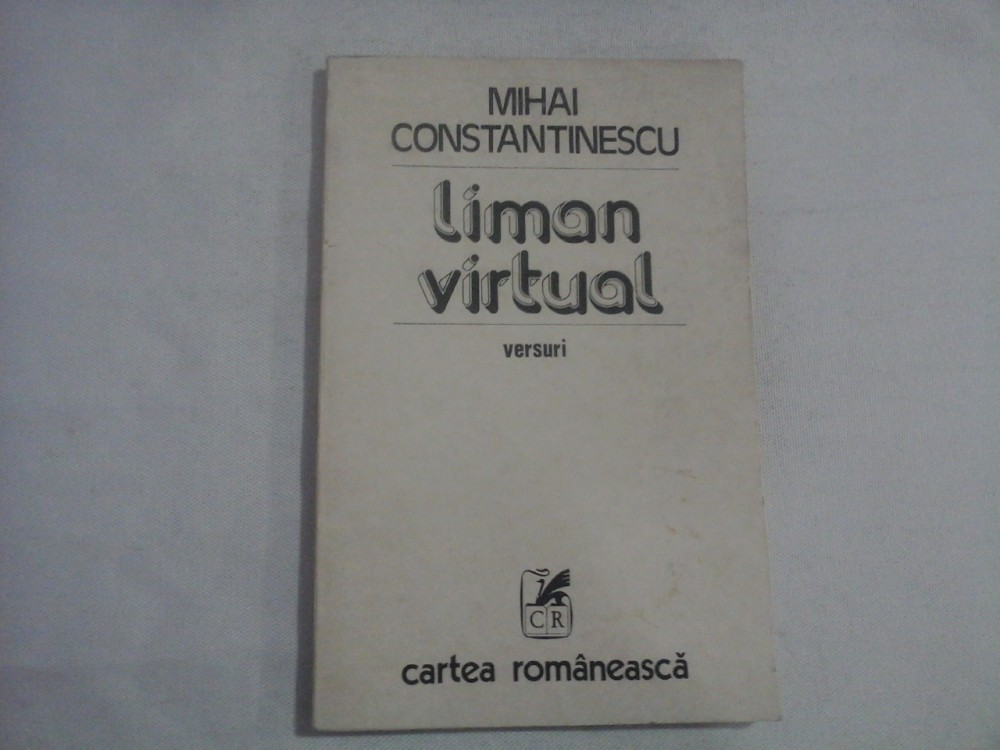 MIHAI
CONSTANTINESCU
liman
virtual
versuri
CR
cartea românească